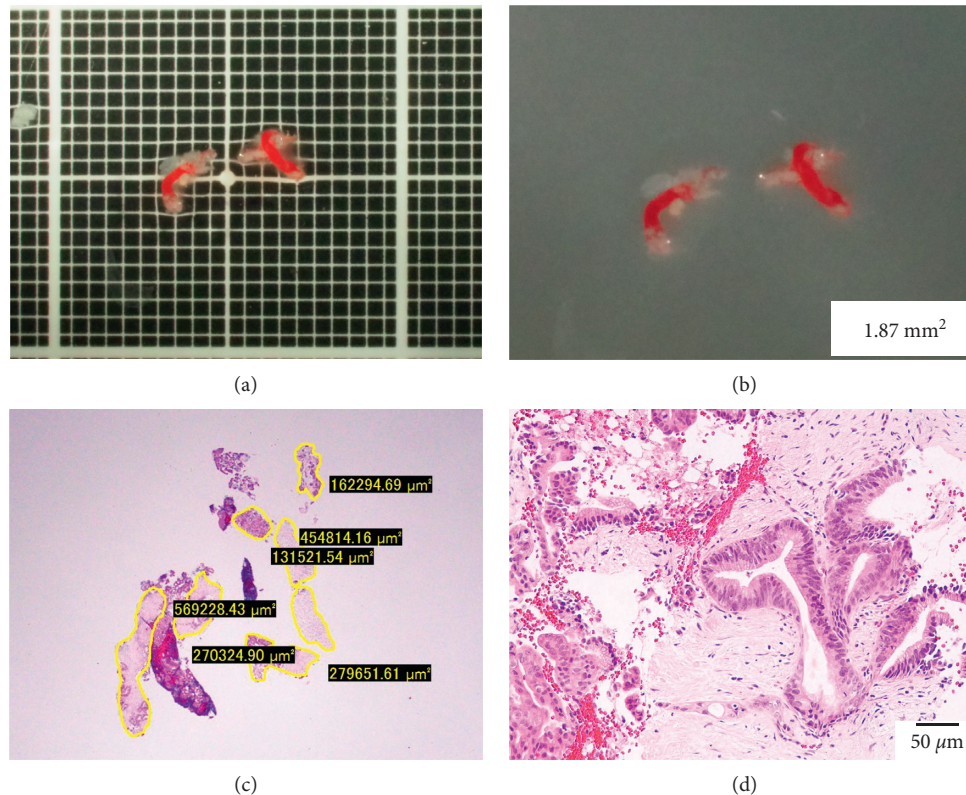 (a)
1.87 mm²
(b)
162294.69 µm²
454814.16 µm²
131521.54 µm²
569228.43 µm²
270324.90 µm²
279651.61 µm²
(c)
50 µm
(d)